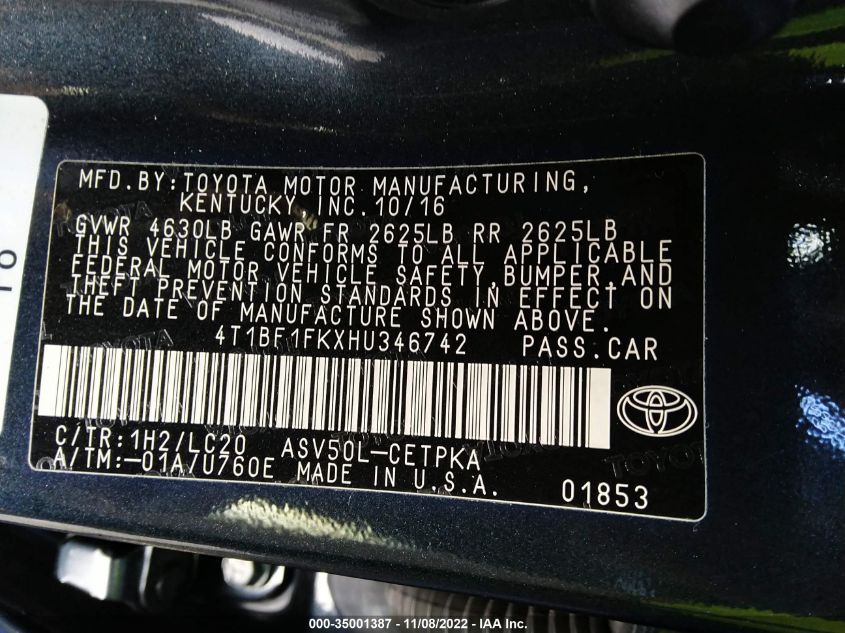 MFD.BY:TOYOTA MOTOR MANUFACTURING,
KENTUCKY, INC.10/16
GVWR 4630LB GAWR FR 2625LB RR 2625LB
THIS VEHICLE CONFORMS TO ALL APPLICABLE
FEDERAL MOTOR VEHICLE SAFETY,BUMPER,AND
THEFT PREVENTION STANDARDS IN EFFECT ON
THE DATE OF MANUFACTURE SHOWN ABOVE.
4T1BF1FKXHU346742 PASS.CAR
C/TR:1H2/LC20 ASV50L-CETPKA
A/TM:-01A/U760E MADE IN U.S.A. 01853
000-35001387 - 11/08/2022 - IAA Inc.